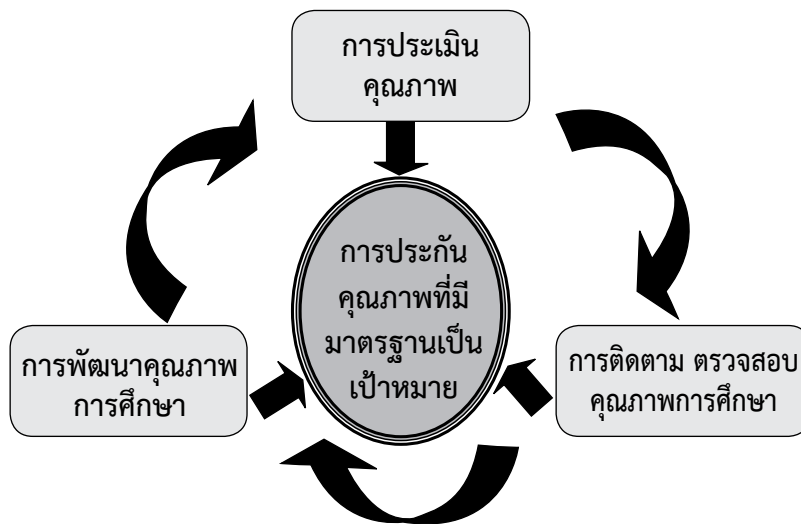 การประเมิน
คุณภาพ
การประกัน
คุณภาพที่มี
มาตรฐานเป็น
เป้าหมาย
การพัฒนาคุณภาพ
การศึกษา
การติดตาม ตรวจสอบ
คุณภาพการศึกษา